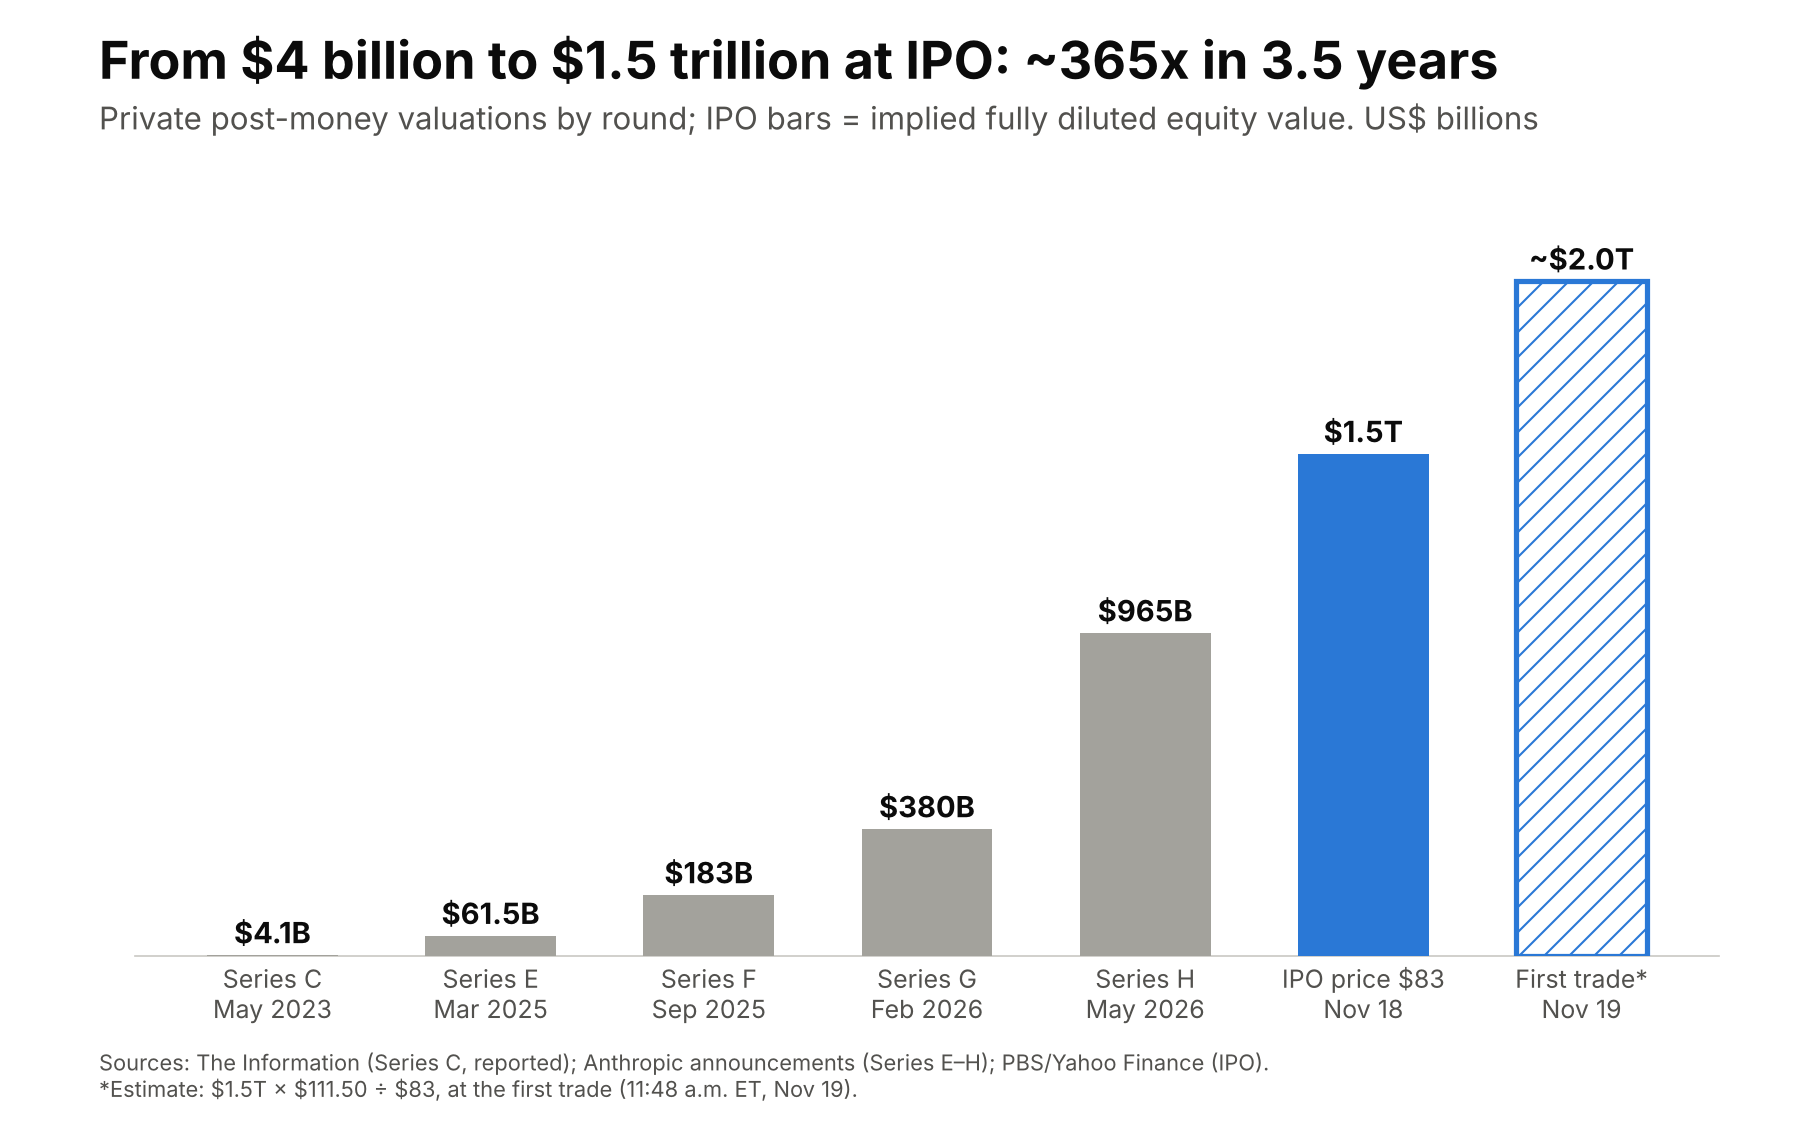 From $4 billion to $1.5 trillion at IPO: ~365x in 3.5 years
Private post-money valuations by round; IPO bars = implied fully diluted equity value. US$ billions
~$2.0T
$1.5T
$965B
$380B
$183B
$61.5B
$4.1B
Series C
May 2023
Series E
Mar 2025
Series F
Sep 2025
Series G
Feb 2026
Series H
May 2026
IPO price $83
Nov 18
First trade*
Nov 19
Sources: The Information (Series C, reported); Anthropic announcements (Series E–H); PBS/Yahoo Finance (IPO).
*Estimate: $1.5T × $111.50 ÷ $83, at the first trade (11:48 a.m. ET, Nov 19).